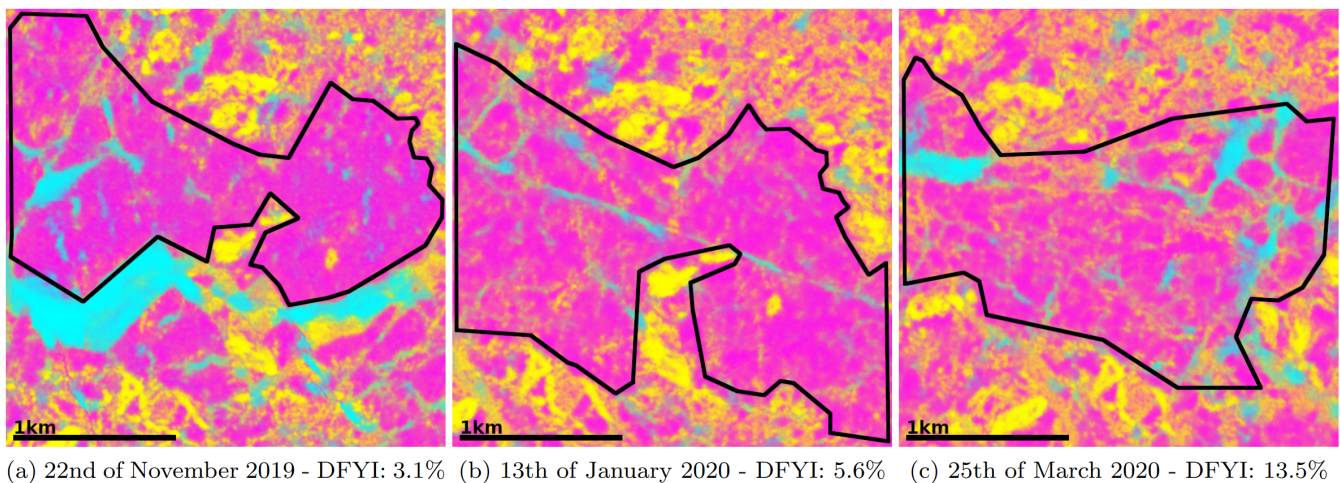 1km
1km
1km
(a) 22nd of November 2019 - DFYI: 3.1%
(b) 13th of January 2020 - DFYI: 5.6%
(c) 25th of March 2020 - DFYI: 13.5%